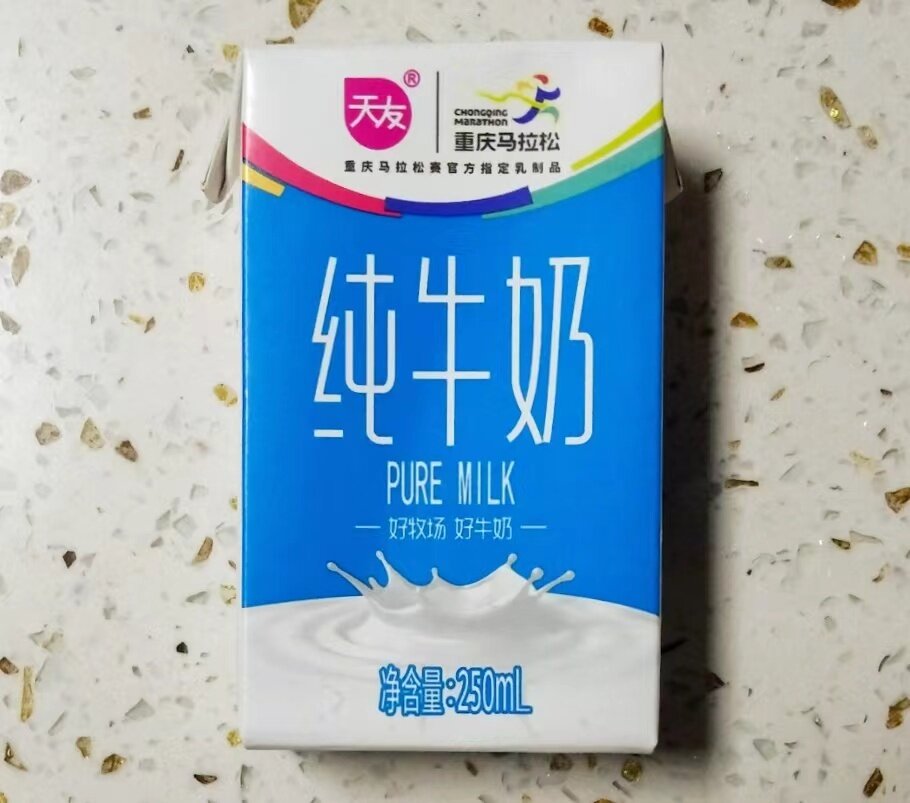 天友®
CHONGQING
MARATHON
重庆马拉松
重庆马拉松赛官方指定乳制品
纯牛奶
PURE MILK
好牧场 好牛奶
净含量:250mL